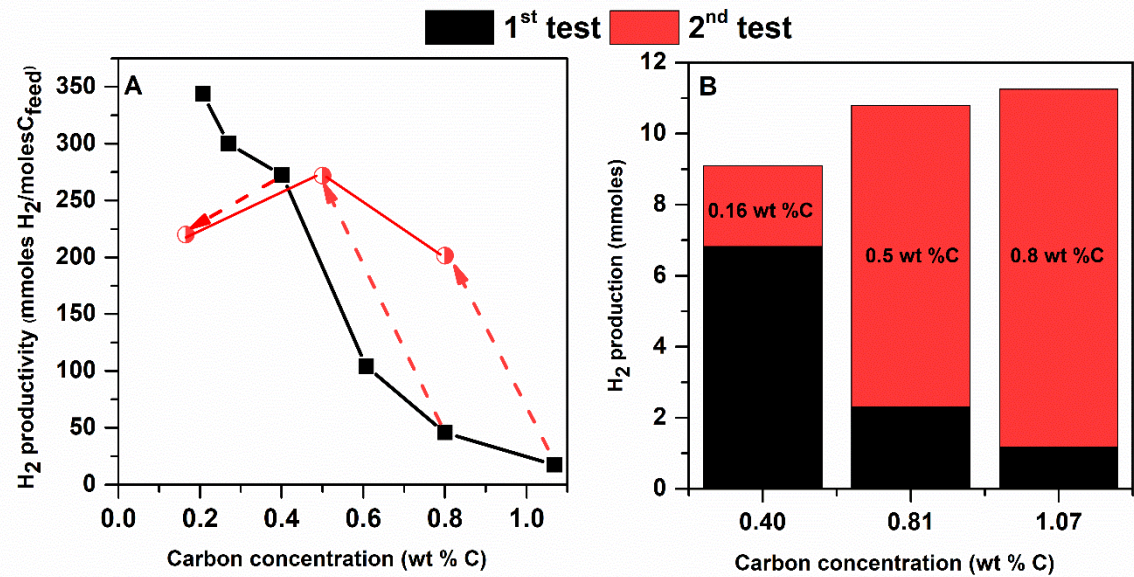 1st test 2nd test
A
H2 productivity (mmoles H2/molesCfeed)
350
300
250
200
150
100
50
0
0.0 0.2 0.4 0.6 0.8 1.0
Carbon concentration (wt % C)
B
H2 production (mmoles)
12
10
8
6
4
2
0
0.16 wt %C
0.5 wt %C
0.8 wt %C
0.40 0.81 1.07
Carbon concentration (wt % C)